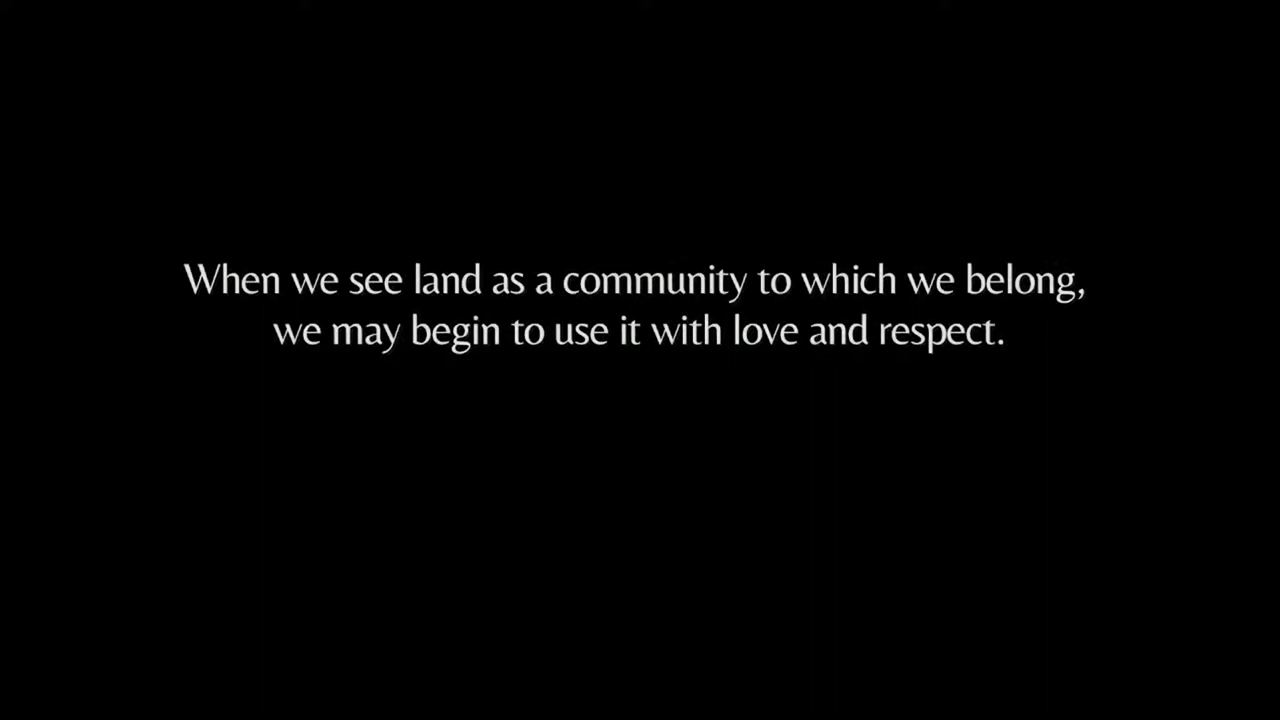 When we see land as a community to which we belong,
we may begin to use it with love and respect.